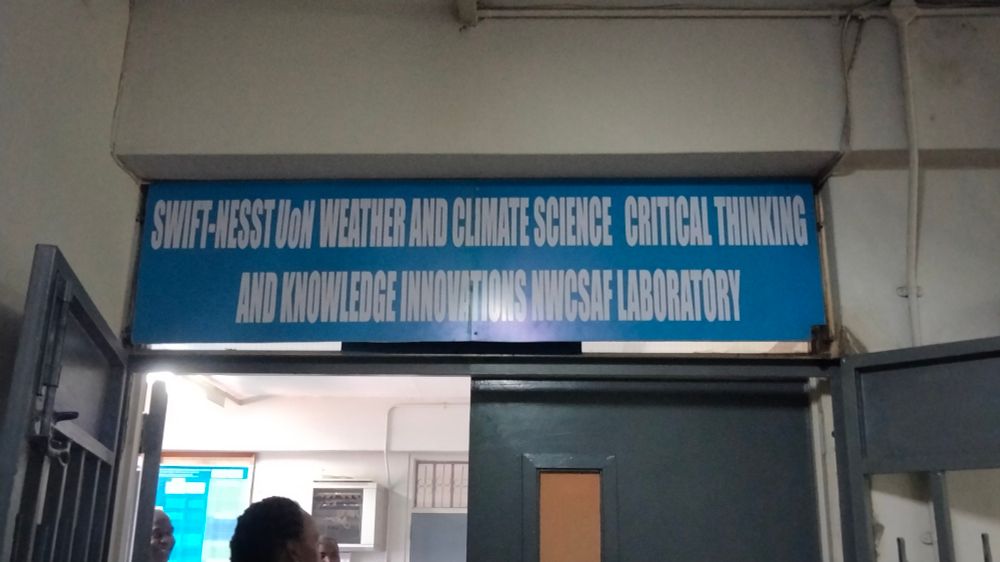 SWIFT-NESST UoN WEATHER AND CLIMATE SCIENCE CRITICAL THINKING
AND KNOWLEDGE INNOVATIONS NWCSAF LABORATORY